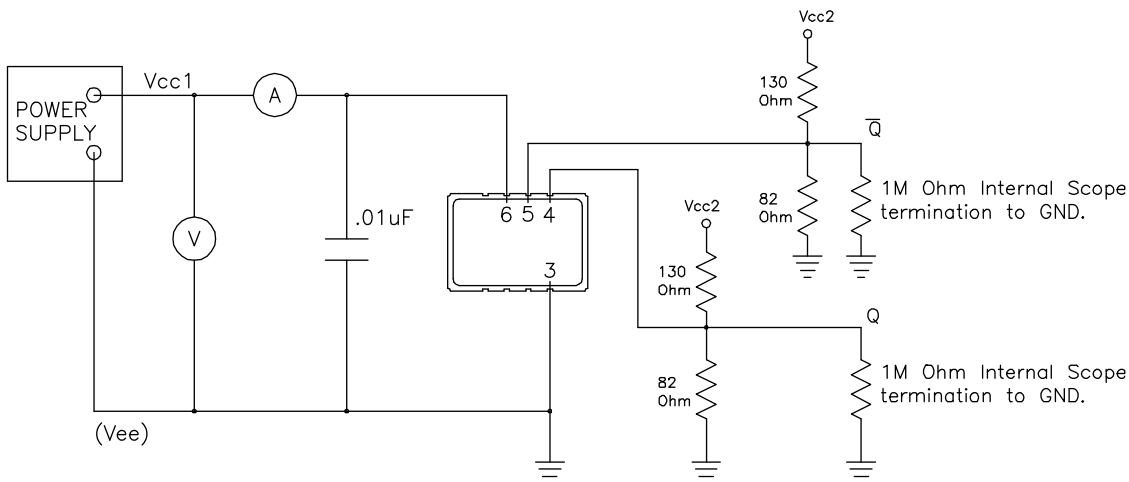 Vcc2
Vcc1
A
POWER
SUPPLY
130
Ohm
Q
1M Ohm Internal Scope
termination to GND.
82
Ohm
6 5 4
.01uF
Vcc2
V
3
130
Ohm
Q
1M Ohm Internal Scope
termination to GND.
82
Ohm
(Vee)